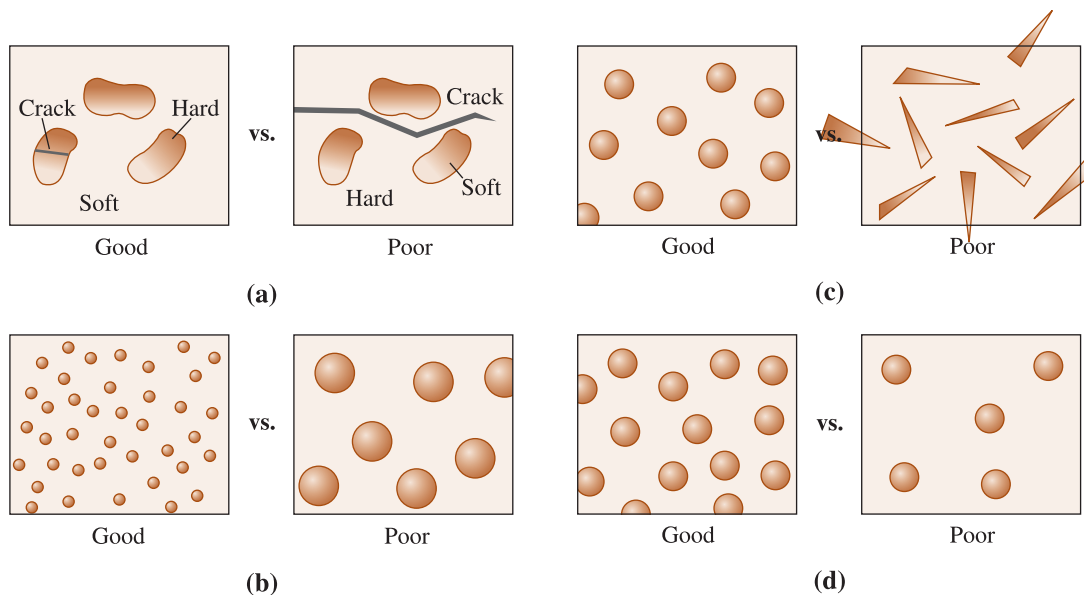 Crack
Hard
Soft
Good
vs.
Crack
Soft
Hard
Poor
(a)
Good
vs.
Poor
(c)
Good
vs.
Poor
(b)
Good
vs.
Poor
(d)